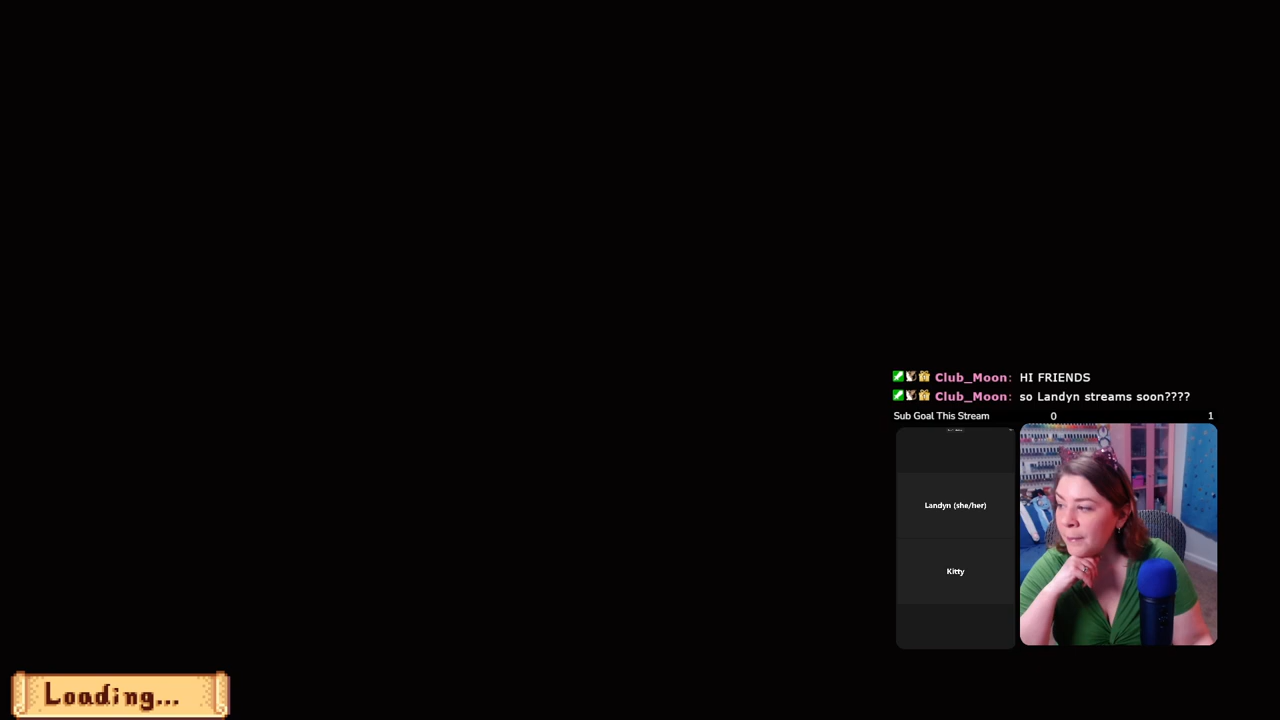 Club_Moon: HI FRIENDS
Club_Moon: so Landyn streams soon????
Sub Goal This Stream 0 1
Landyn (she/her)
Kitty
Loading...